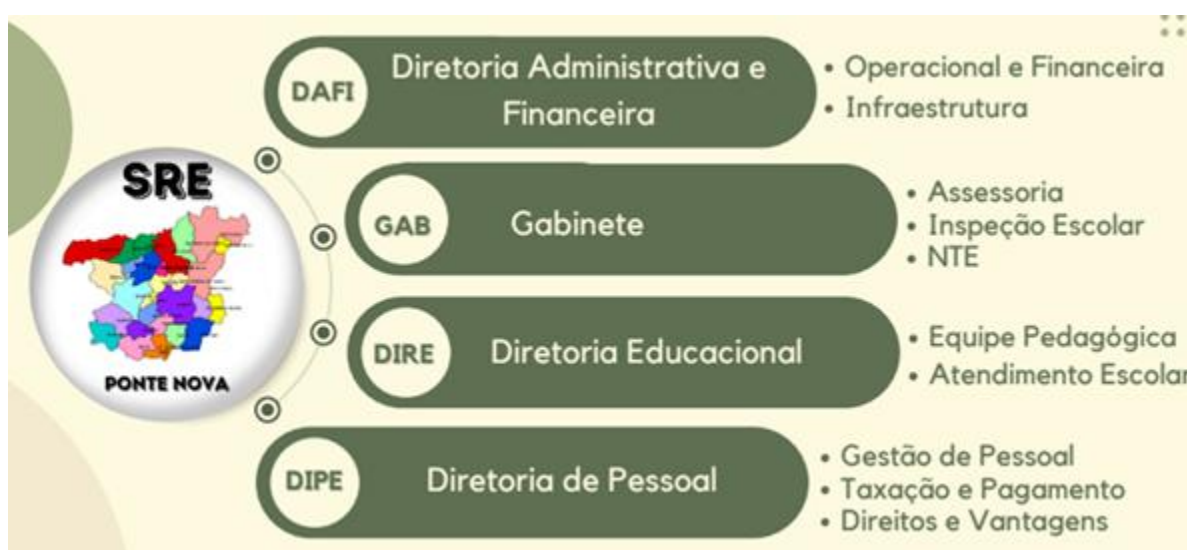 SRE
PONTE NOVA
DAFI
Diretoria Administrativa e
Financeira
• Operacional e Financeira
• Infraestrutura
GAB
Gabinete
• Assessoria
• Inspeção Escolar
• NTE
DIRE
Diretoria Educacional
• Equipe Pedagógica
• Atendimento Escolar
DIPE
Diretoria de Pessoal
• Gestão de Pessoal
• Taxação e Pagamento
• Direitos e Vantagens